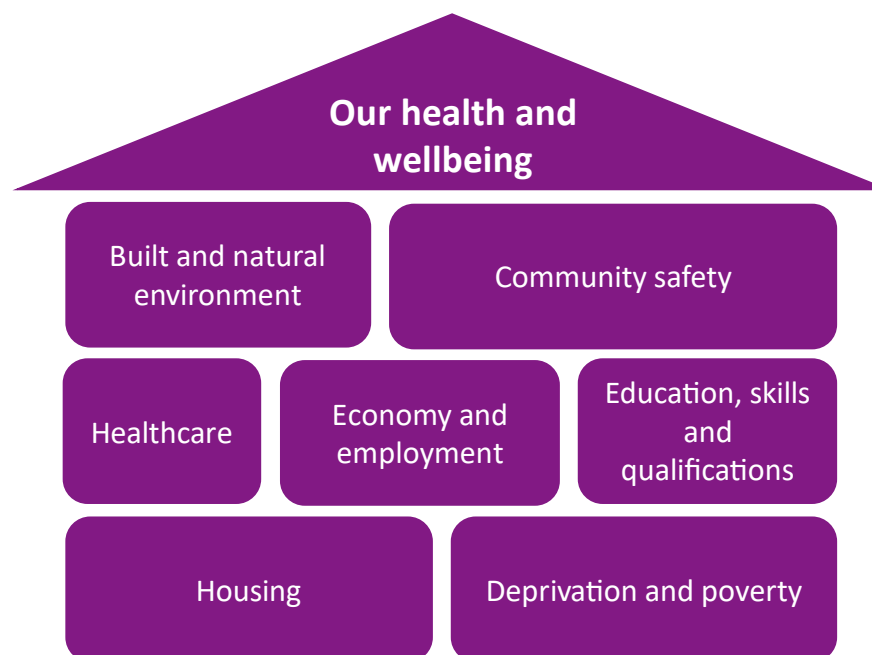 Our health and
wellbeing
Built and natural
environment
Community safety
Healthcare
Economy and
employment
Education, skills
and
qualifications
Housing
Deprivation and poverty